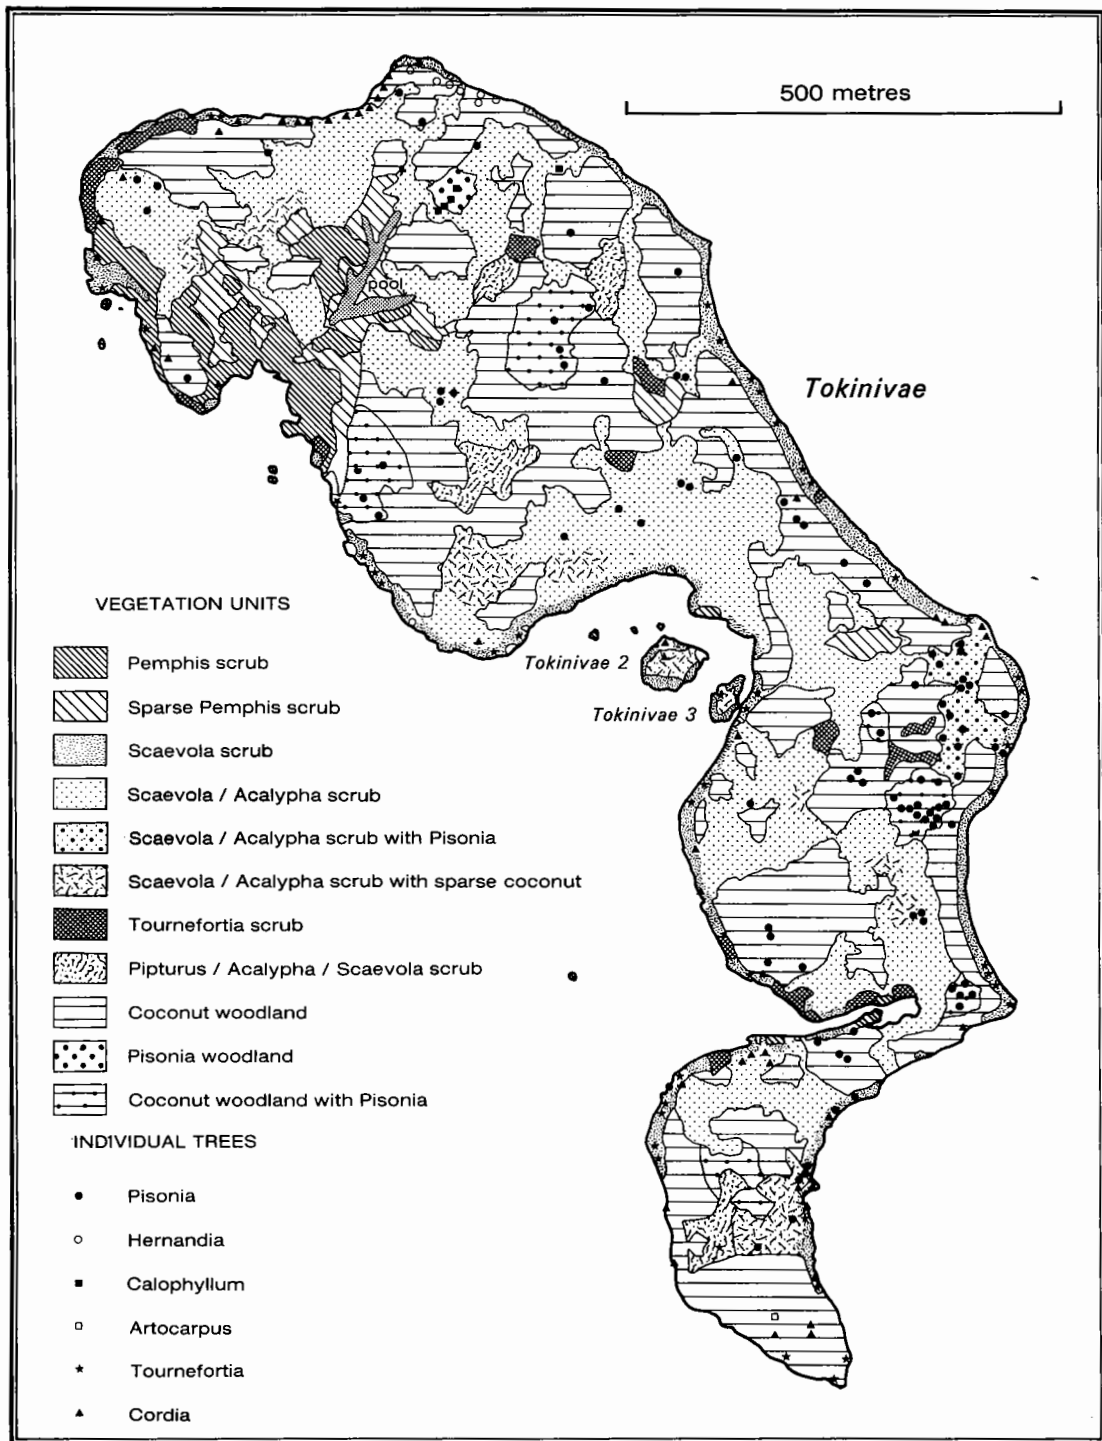 500 metres
pool
Tokinivae
VEGETATION UNITS
Tokinivae 2
Tokinivae 3
Pemphis scrub
Sparse Pemphis scrub
Scaevola scrub
Scaevola / Acalypha scrub
Scaevola / Acalypha scrub with Pisonia
Scaevola / Acalypha scrub with sparse coconut
Tournefortia scrub
Pipturus / Acalypha / Scaevola scrub
Coconut woodland
Pisonia woodland
Coconut woodland with Pisonia
INDIVIDUAL TREES
Pisonia
Hernandia
Calophyllum
Artocarpus
Tournefortia
Cordia